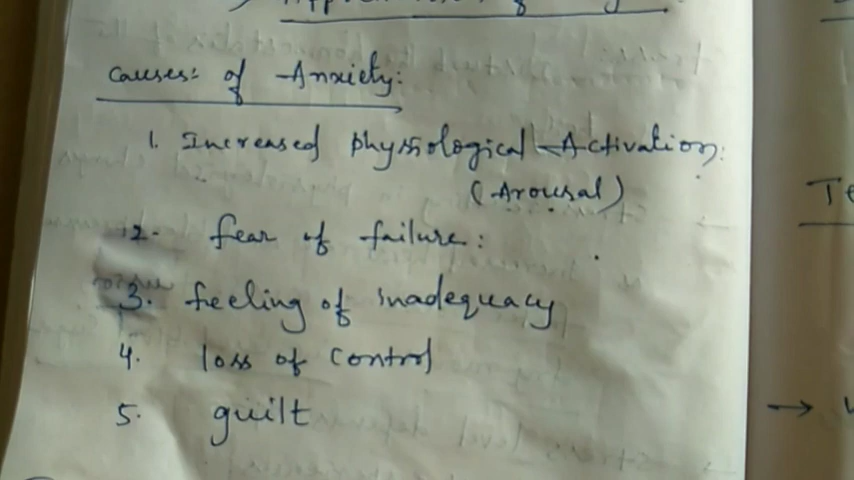 Causes: of Anxiety:
1. Increased physiological Activation:
(Arousal)
2. fear of failure:
3. feeling of inadequacy
4. loss of control
5. guilt